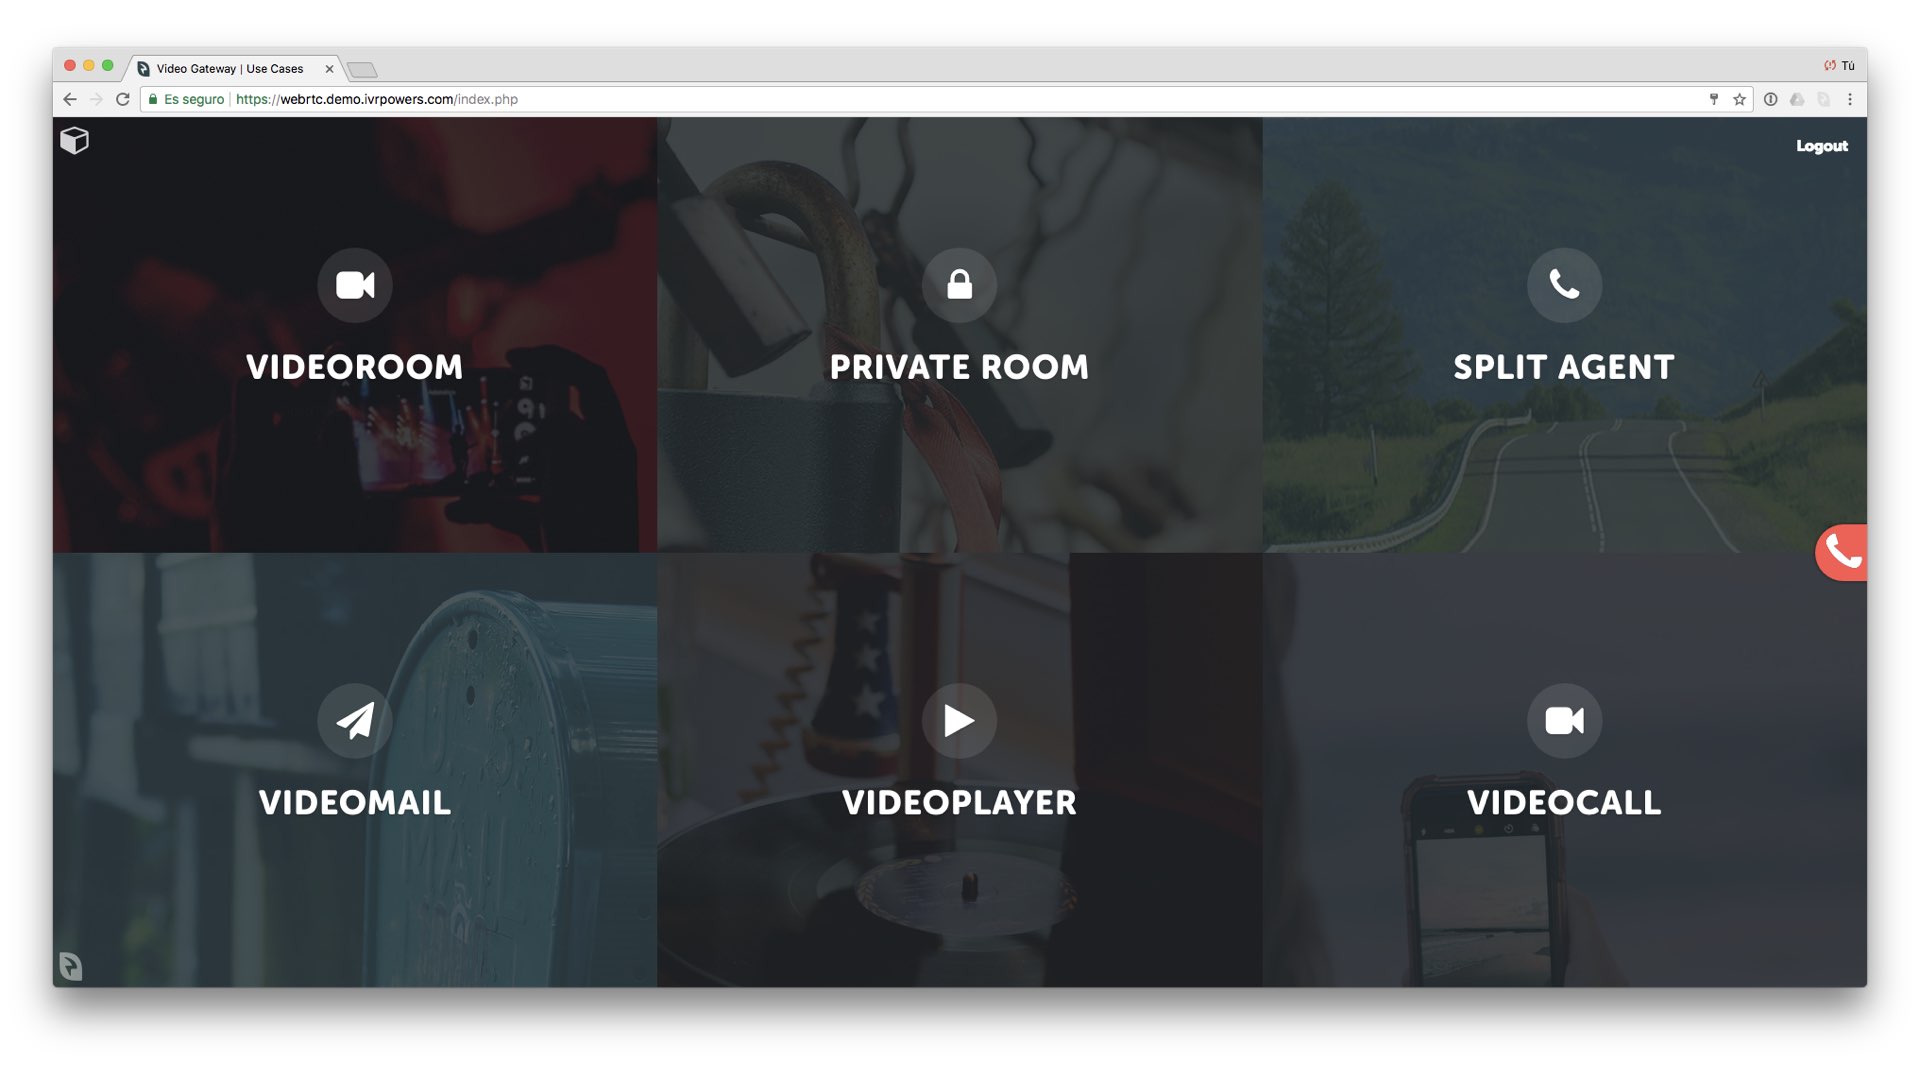 Video Gateway | Use Cases
Tú
Es seguro
https://webrtc.demo.ivrpowers.com/index.php
Logout
VIDEOROOM
PRIVATE ROOM
SPLIT AGENT
VIDEOMAIL
VIDEOPLAYER
VIDEOCALL